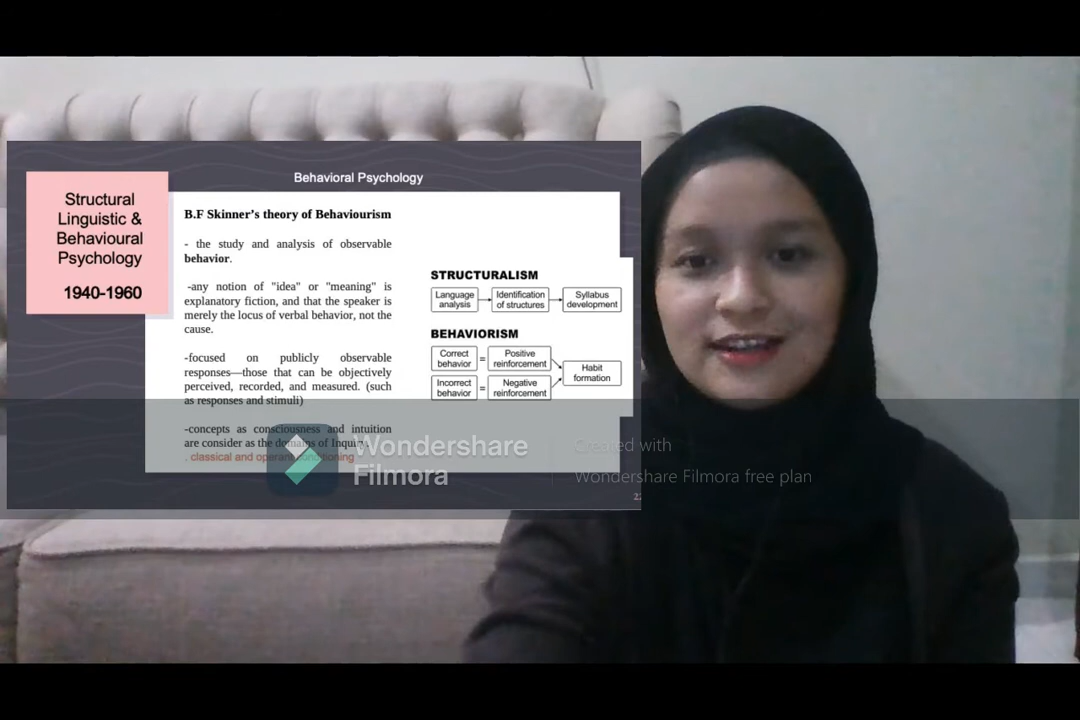 Behavioral Psychology
Structural
Linguistic &
Behavioural
Psychology
1940-1960
B.F Skinner's theory of Behaviourism
- the study and analysis of observable
behavior.
-any notion of "idea" or "meaning" is
explanatory fiction, and that the speaker is
merely the locus of verbal behavior, not the
cause.
-focused on publicly observable
responses—those that can be objectively
perceived, recorded, and measured. (such
as responses and stimuli)
-concepts as consciousness and intuition
are consider as the domains of Inquiry.
. classical and operant conditioning
STRUCTURALISM
Language
analysis
Identification
of structures
Syllabus
development
BEHAVIORISM
Correct
behavior
=
Positive
reinforcement
Incorrect
behavior
=
Negative
reinforcement
Habit
formation
Wondershare
Filmora
Created with
Wondershare Filmora free plan